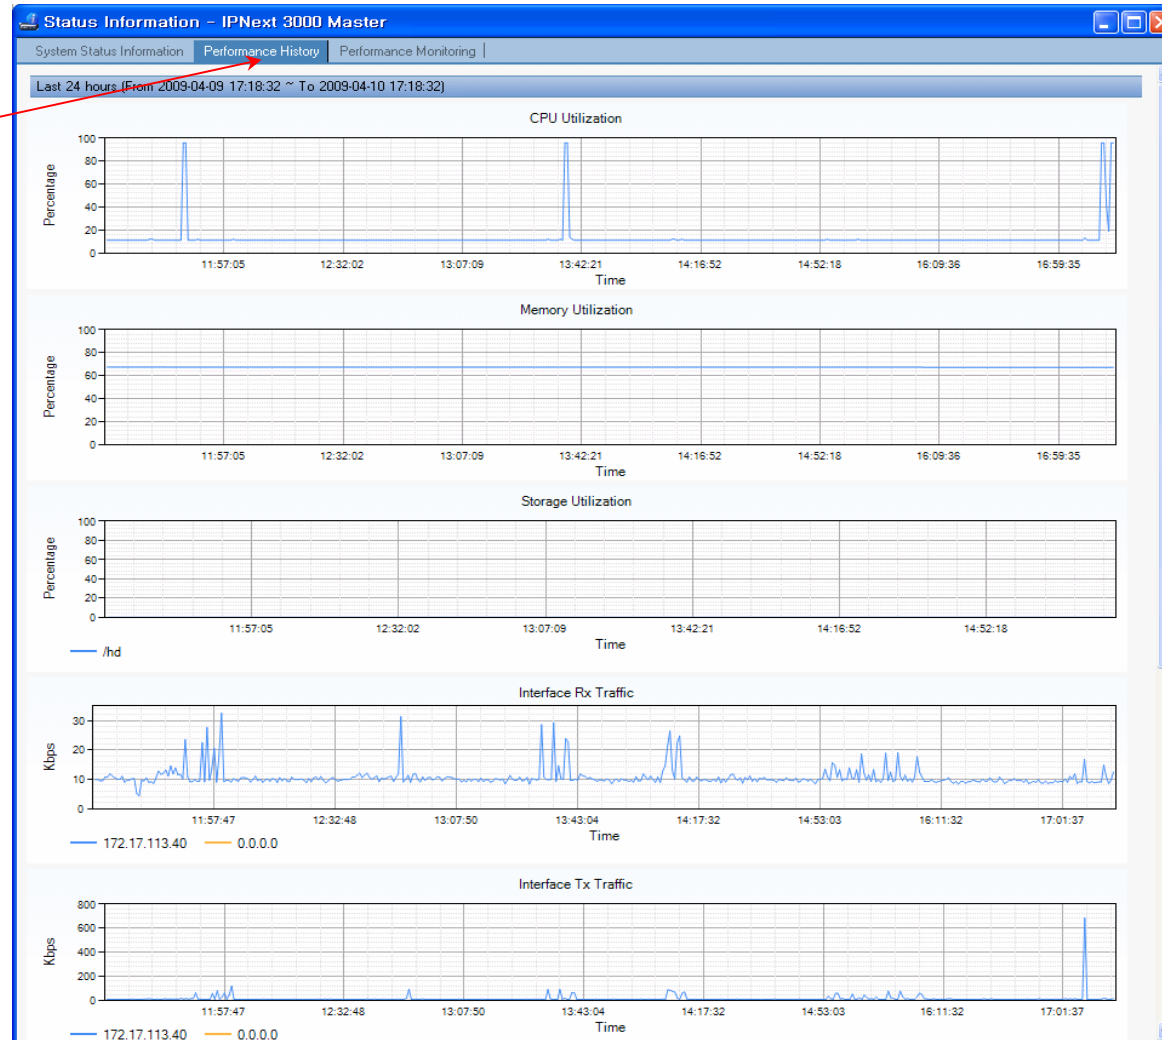 Status Information - IPNext 3000 Master
System Status Information Performance History Performance Monitoring
Last 24 hours (From 2009-04-09 17:18:32 ~ To 2009-04-10 17:18:32)
CPU Utilization
Percentage
100
80
60
40
20
0
11:57:05 12:32:02 13:07:09 13:42:21 14:16:52 14:52:18 16:09:36 16:59:35
Time
Memory Utilization
Percentage
100
80
60
40
20
0
11:57:05 12:32:02 13:07:09 13:42:21 14:16:52 14:52:18 16:09:36 16:59:35
Time
Storage Utilization
Percentage
100
80
60
40
20
0
11:57:05 12:32:02 13:07:09 13:42:21 14:16:52 14:52:18
Time
/hd
Interface Rx Traffic
Kbps
30
20
10
0
11:57:47 12:32:48 13:07:50 13:43:04 14:17:32 14:53:03 16:11:32 17:01:37
Time
172.17.113.40 0.0.0.0
Interface Tx Traffic
Kbps
800
600
400
200
0
11:57:47 12:32:48 13:07:50 13:43:04 14:17:32 14:53:03 16:11:32 17:01:37
Time
172.17.113.40 0.0.0.0